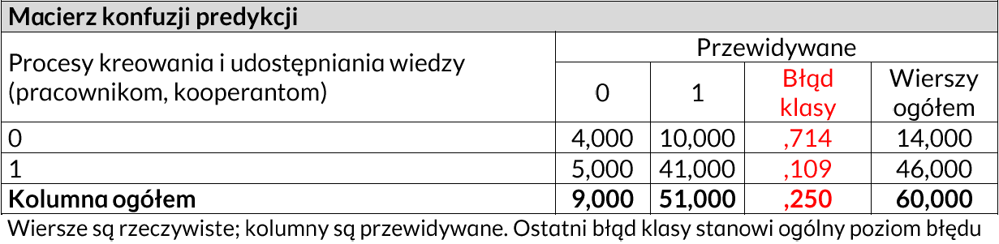 Macierz konfuzji predykcji
Procesy kreowania i udostępniania wiedzy (pracownikom, kooperantom)
Przewidywane
0 1 Błąd klasy Wierszy ogółem
0 4,000 10,000 ,714 14,000
1 5,000 41,000 ,109 46,000
Kolumna ogółem 9,000 51,000 ,250 60,000
Wiersze są rzeczywiste; kolumny są przewidywane. Ostatni błąd klasy stanowi ogólny poziom błędu